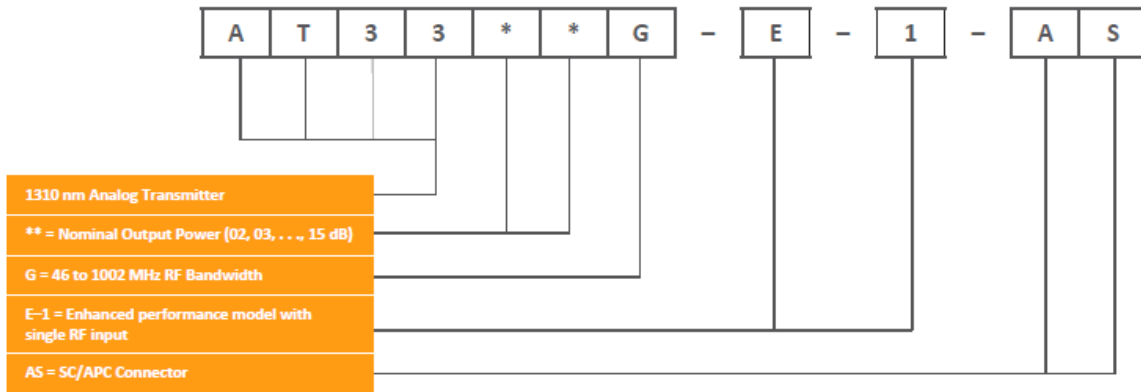 A T 3 3 * * G – E - 1 - A S
1310 nm Analog Transmitter
** = Nominal Output Power (02, 03, . . ., 15 dB)
G = 46 to 1002 MHz RF Bandwidth
E–1 = Enhanced performance model with
single RF input
AS = SC/APC Connector